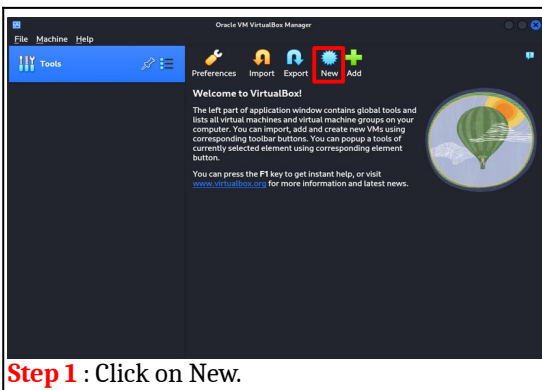 Oracle VM VirtualBox Manager
File Machine Help
Tools
Preferences Import Export New Add
Welcome to VirtualBox!
The left part of application window contains global tools and
lists all virtual machines and virtual machine groups on your
computer. You can import, add and create new VMs using
corresponding toolbar buttons. You can popup a tools of
currently selected element using corresponding element
button.
You can press the F1 key to get instant help, or visit
www.virtualbox.org for more information and latest news.
Step 1 : Click on New.